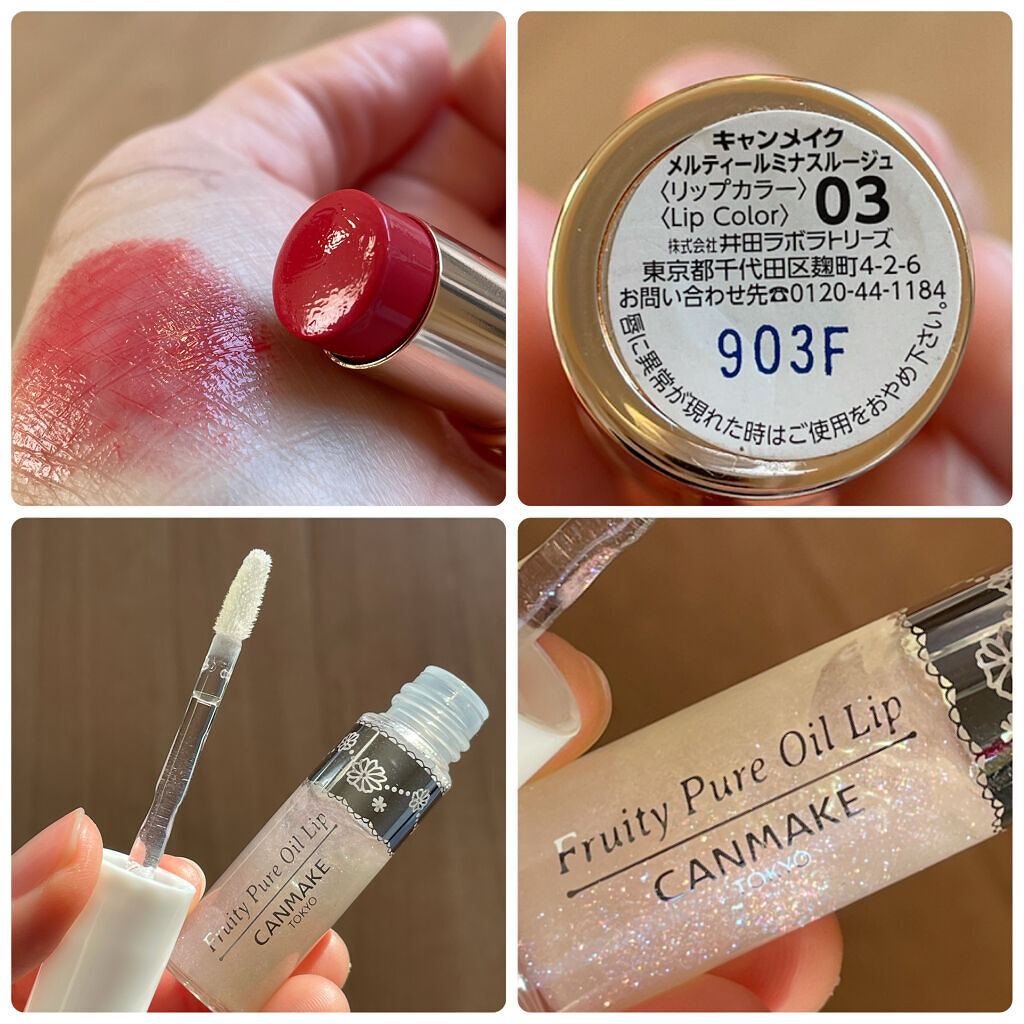 キャンメイク
メルティールミナスルージュ
〈リップカラー〉
〈Lip Color〉 03
株式会社井田ラボラトリーズ
東京都千代田区麹町4-2-6
お問い合わせ先☎0120-44-1184
903F
に異常が現れた時はご使用をおやめ下さい。
Fruity Pure Oil Lip
CANMAKE
TOKYO
Fruity Pure Oil Lip
CANMAKE
TOKYO